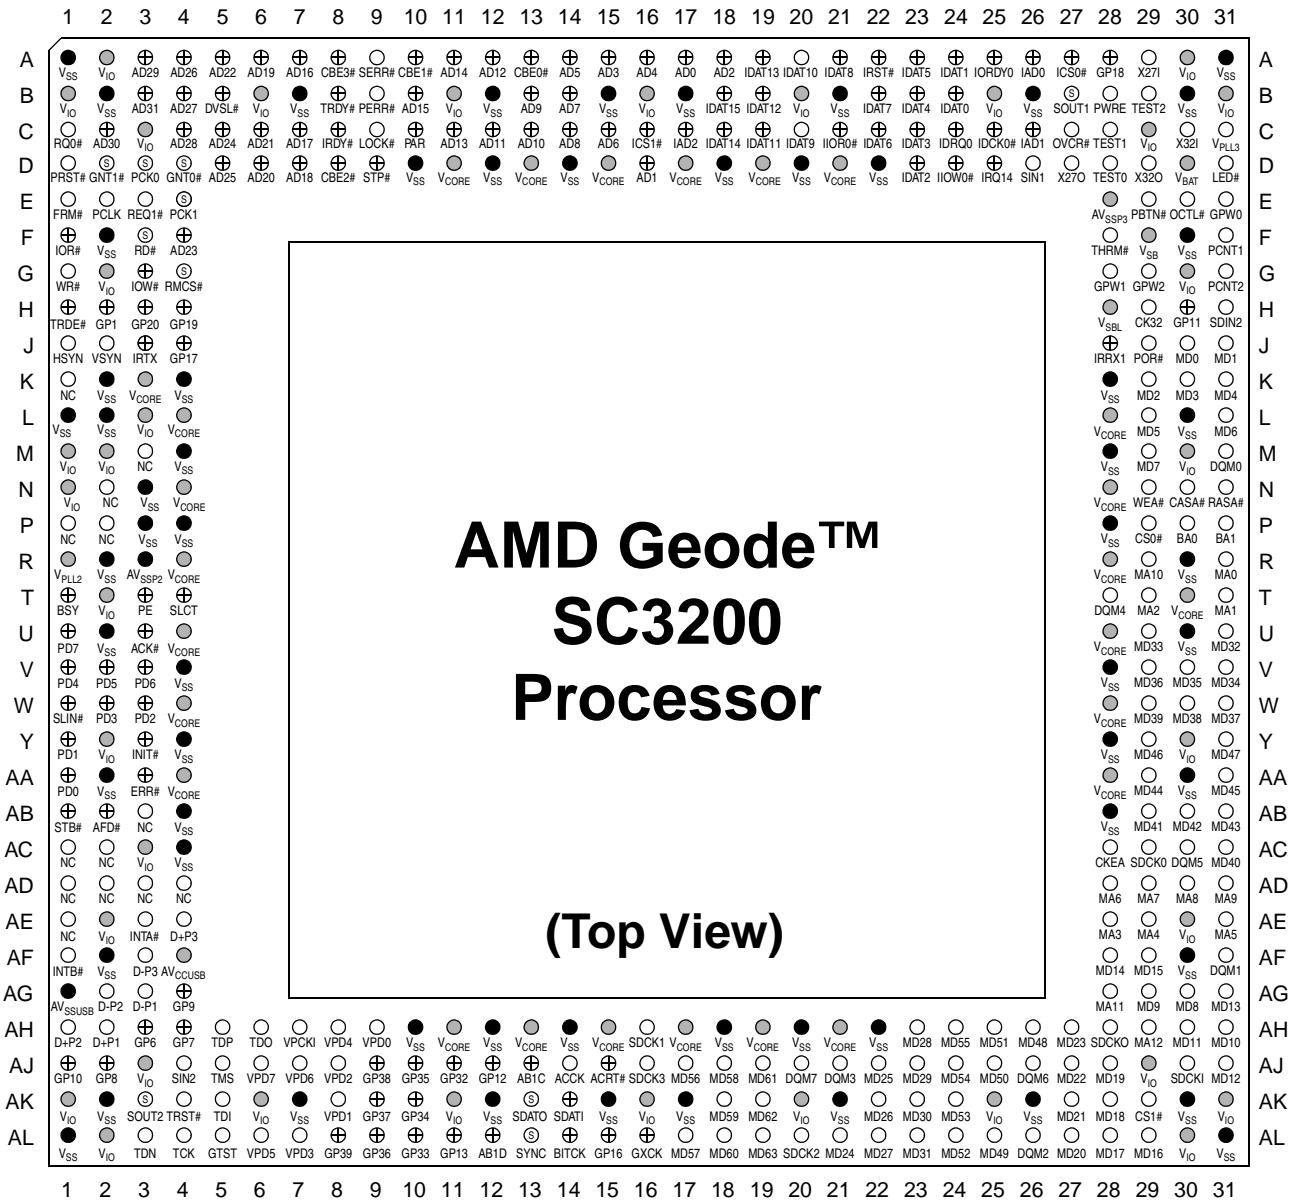 1 2 3 4 5 6 7 8 9 10 11 12 13 14 15 16 17 18 19 20 21 22 23 24 25 26 27 28 29 30 31
A VSS VIO AD29 AD26 AD22 AD19 AD16 CBE3# SERR# CBE1# AD14 AD12 CBE0# AD5 AD3 AD4 AD0 AD2 IDAT13 IDAT10 IDAT8 IRST# IDAT5 IDAT1 IORDY0 IAD0 ICS0# GP18 X27I VIO VSS A
B VIO VSS AD31 AD27 DVSL# VIO VSS TRDY# PERR# AD15 VIO VSS AD9 AD7 VSS VIO VSS IDAT15 IDAT12 VIO VSS IDAT7 IDAT4 IDAT0 VIO VSS S SOUT1 PWRE TEST2 VSS VIO B
C RQ0# AD30 VIO AD28 AD24 AD21 AD17 IRDY# LOCK# PAR AD13 AD11 AD10 AD8 AD6 ICS1# IAD2 IDAT14 IDAT11 IDAT9 IIOR0# IDAT6 IDAT3 IDRQ0 IDCK0# IAD1 OVCR# TEST1 VIO X32I VPLL3 C
D PRST# S GNT1# S PCK0 S GNT0# AD25 AD20 AD18 CBE2# STP# VSS VCORE VSS VCORE VSS VCORE AD1 VCORE VSS VCORE VSS VCORE VSS IDAT2 IIOW0# IRQ14 SIN1 X27O TEST0 X32O VBAT LED# D
E FRM# PCLK REQ1# S PCK1 AVSSP3 PBTN# OCTL# GPW0 E
F IOR# VSS S RD# AD23 THRM# VSB VSS PCNT1 F
G WR# VIO IOW# S RMCS# GPW1 GPW2 VIO PCNT2 G
H TRDE# GP1 GP20 GP19 VSBL CK32 GP11 SDIN2 H
J HSYN VSYN IRTX GP17 IRRX1 POR# MD0 MD1 J
K NC VSS VCORE VSS VSS MD2 MD3 MD4 K
L VSS VSS VIO VCORE VCORE MD5 VSS MD6 L
M VIO VIO NC VSS VSS MD7 VIO DQM0 M
N VIO NC VSS VCORE VCORE WEA# CASA# RASA# N
P NC NC VSS VSS VSS CS0# BA0 BA1 P
AMD Geode™
R VPLL2 VSS AVSSP2 VCORE VCORE MA10 VSS MA0 R
T BSY VIO PE SLCT DQM4 MA2 VCORE MA1 T
SC3200
U PD7 VSS ACK# VCORE VCORE MD33 VSS MD32 U
V PD4 PD5 PD6 VSS VSS MD36 MD35 MD34 V
Processor
W SLIN# PD3 PD2 VCORE VCORE MD39 MD38 MD37 W
Y PD1 VIO INIT# VSS VSS MD46 VIO MD47 Y
AA PD0 VSS ERR# VCORE VCORE MD44 VSS MD45 AA
AB STB# AFD# NC VSS VSS MD41 MD42 MD43 AB
AC NC NC VIO VSS CKEA SDCK0 DQM5 MD40 AC
AD NC NC NC NC MA6 MA7 MA8 MA9 AD
AE NC VIO INTA# D+P3 MA3 MA4 VIO MA5 AE
(Top View)
AF INTB# VSS D-P3 AVCCUSB MD14 MD15 VSS DQM1 AF
AG AVSSUSB D-P2 D-P1 GP9 MA11 MD9 MD8 MD13 AG
AH D+P2 D+P1 GP6 GP7 TDP TDO VPCKI VPD4 VPD0 VSS VCORE VSS VCORE VSS VCORE SDCK1 VCORE VSS VCORE VSS VCORE VSS MD28 MD55 MD51 MD48 MD23 SDCKO MA12 MD11 MD10 AH
AJ GP10 GP8 VIO SIN2 TMS VPD7 VPD6 VPD2 GP38 GP35 GP32 GP12 AB1C ACCK ACRT# SDCK3 MD56 MD58 MD61 DQM7 DQM3 MD25 MD29 MD54 MD50 DQM6 MD22 MD19 VIO SDCKI MD12 AJ
AK VIO VSS S SOUT2 TRST# TDI VIO VSS VPD1 GP37 GP34 VIO VSS S SDATO SDATI VSS VIO VSS MD59 MD62 VIO VSS MD26 MD30 MD53 VIO VSS MD21 MD18 CS1# VSS VIO AK
AL VSS VIO TDN TCK GTST VPD5 VPD3 GP39 GP36 GP33 GP13 AB1D S SYNC BITCK GP16 GXCK MD57 MD60 MD63 SDCK2 MD24 MD27 MD31 MD52 MD49 DQM2 MD20 MD17 MD16 VIO VSS AL
1 2 3 4 5 6 7 8 9 10 11 12 13 14 15 16 17 18 19 20 21 22 23 24 25 26 27 28 29 30 31